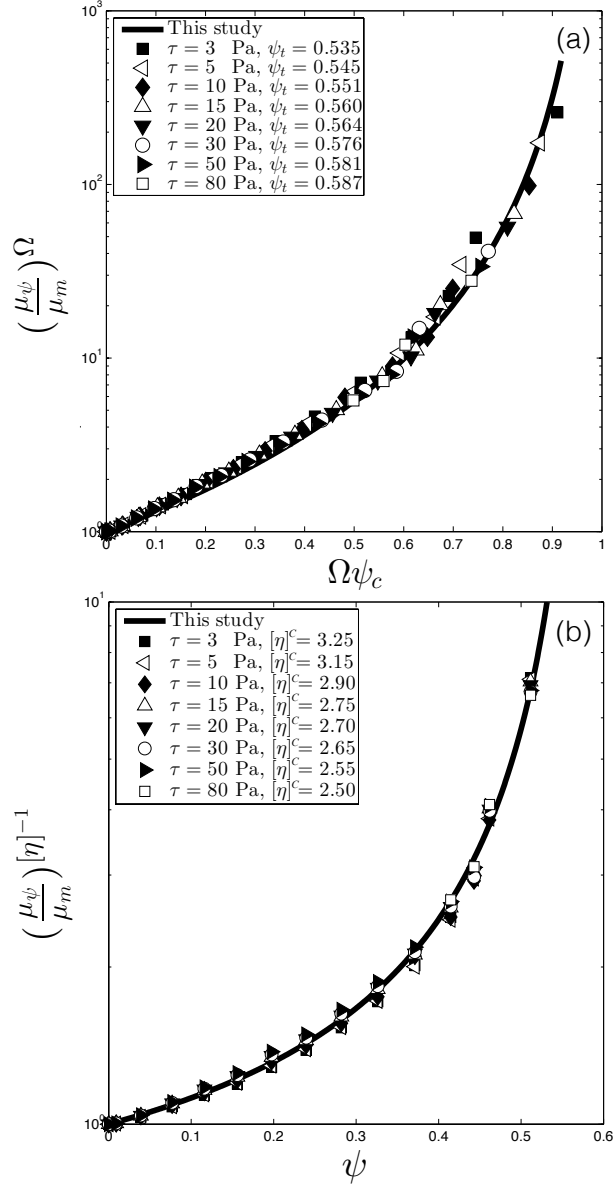 (a)
This study
τ = 3 Pa, ψ_t = 0.535
τ = 5 Pa, ψ_t = 0.545
τ = 10 Pa, ψ_t = 0.551
τ = 15 Pa, ψ_t = 0.560
τ = 20 Pa, ψ_t = 0.564
τ = 30 Pa, ψ_t = 0.576
τ = 50 Pa, ψ_t = 0.581
τ = 80 Pa, ψ_t = 0.587
10^3
10^2
10^1
10^0
(μ_ψ/μ_m)^Ω
0 0.1 0.2 0.3 0.4 0.5 0.6 0.7 0.8 0.9 1
Ωψ_c
(b)
This study
τ = 3 Pa, [η]^C = 3.25
τ = 5 Pa, [η]^C = 3.15
τ = 10 Pa, [η]^C = 2.90
τ = 15 Pa, [η]^C = 2.75
τ = 20 Pa, [η]^C = 2.70
τ = 30 Pa, [η]^C = 2.65
τ = 50 Pa, [η]^C = 2.55
τ = 80 Pa, [η]^C = 2.50
10^1
10^0
(μ_ψ/μ_m)^[η]^−1
0 0.1 0.2 0.3 0.4 0.5 0.6
ψ